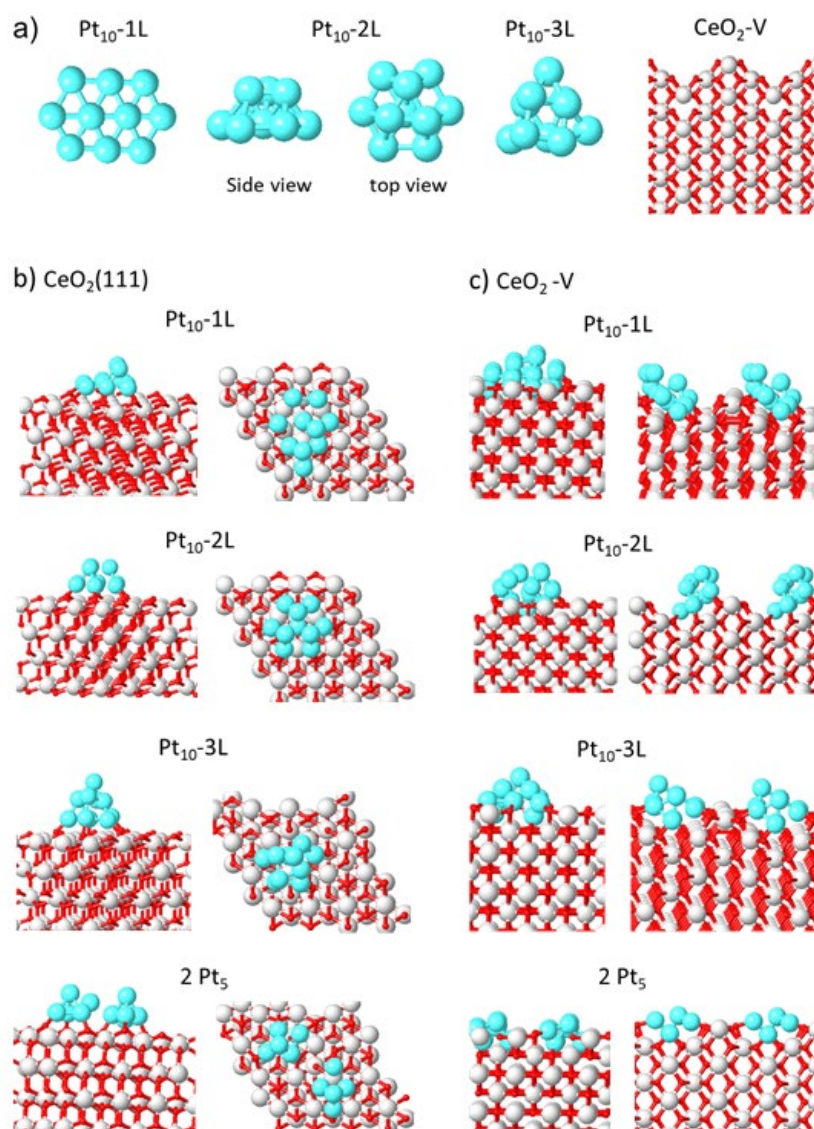 a) Pt₁₀-1L Pt₁₀-2L Pt₁₀-3L CeO₂-V
Side view top view
b) CeO₂(111) c) CeO₂ -V
Pt₁₀-1L Pt₁₀-1L
Pt₁₀-2L Pt₁₀-2L
Pt₁₀-3L Pt₁₀-3L
2 Pt₅ 2 Pt₅